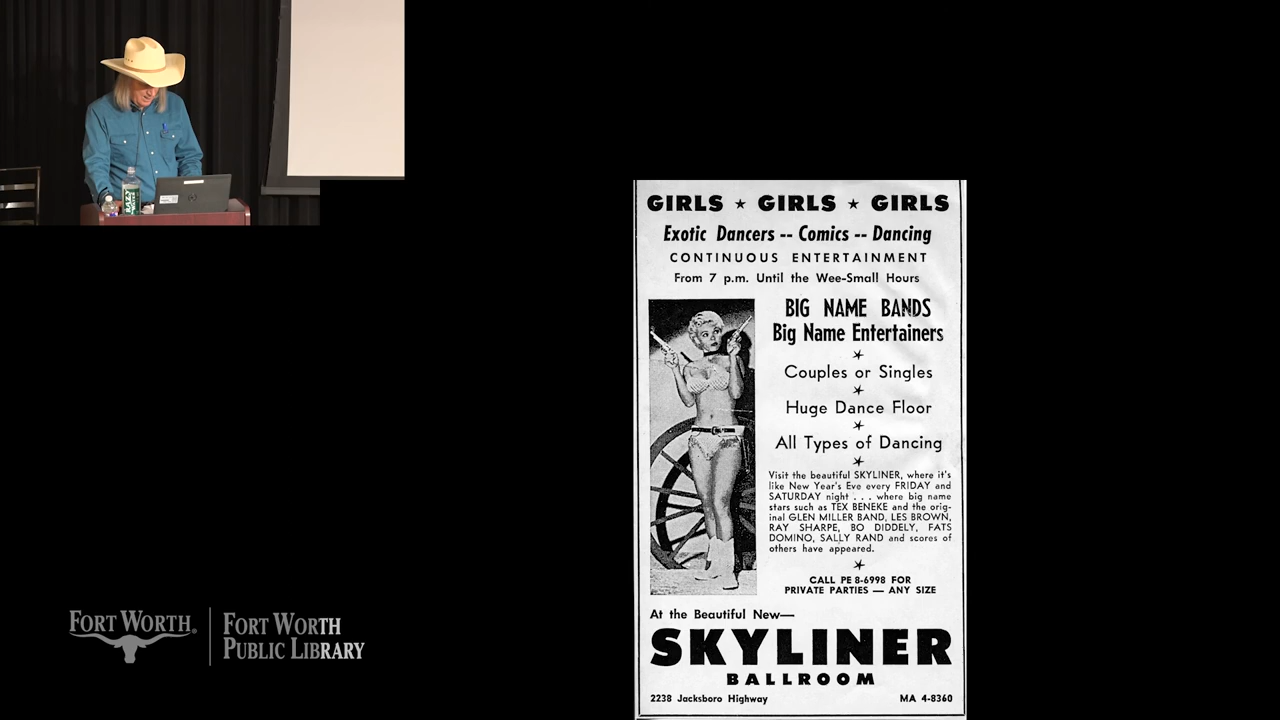 GIRLS ★ GIRLS ★ GIRLS
Exotic Dancers -- Comics -- Dancing
CONTINUOUS ENTERTAINMENT
From 7 p.m. Until the Wee-Small Hours
BIG NAME BANDS
Big Name Entertainers
Couples or Singles
Huge Dance Floor
All Types of Dancing
Visit the beautiful SKYLINER, where it's
like New Year's Eve every FRIDAY and
SATURDAY night . . . where big name
stars such as TEX BENEKE and the orig-
inal GLEN MILLER BAND, LES BROWN,
RAY SHARPE, BO DIDDELY, FATS
DOMINO, SALLY RAND and scores of
others have appeared.
CALL PE 8-6998 FOR
PRIVATE PARTIES — ANY SIZE
At the Beautiful New—
SKYLINER
BALLROOM
2238 Jacksboro Highway MA 4-8360
FORT WORTH®
FORT WORTH
PUBLIC LIBRARY